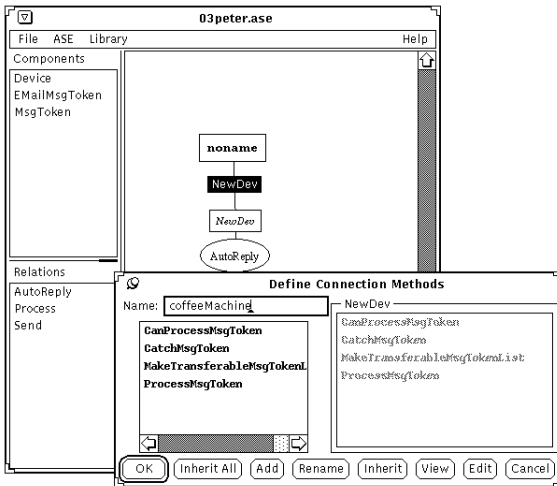 03peter.ase
File ASE Library Help
Components
Device
EMailMsgToken
MsgToken
noname
NewDev
NewDev
AutoReply
Relations
AutoReply
Process
Send
Define Connection Methods
Name: coffeeMachine
CanProcessMsgToken
CatchMsgToken
MakeTransferableMsgTokenL
ProcessMsgToken
NewDev
CanProcessMsgToken
CatchMsgToken
MakeTransferableMsgTokenList
ProcessMsgToken
OK Inherit All Add Rename Inherit View Edit Cancel